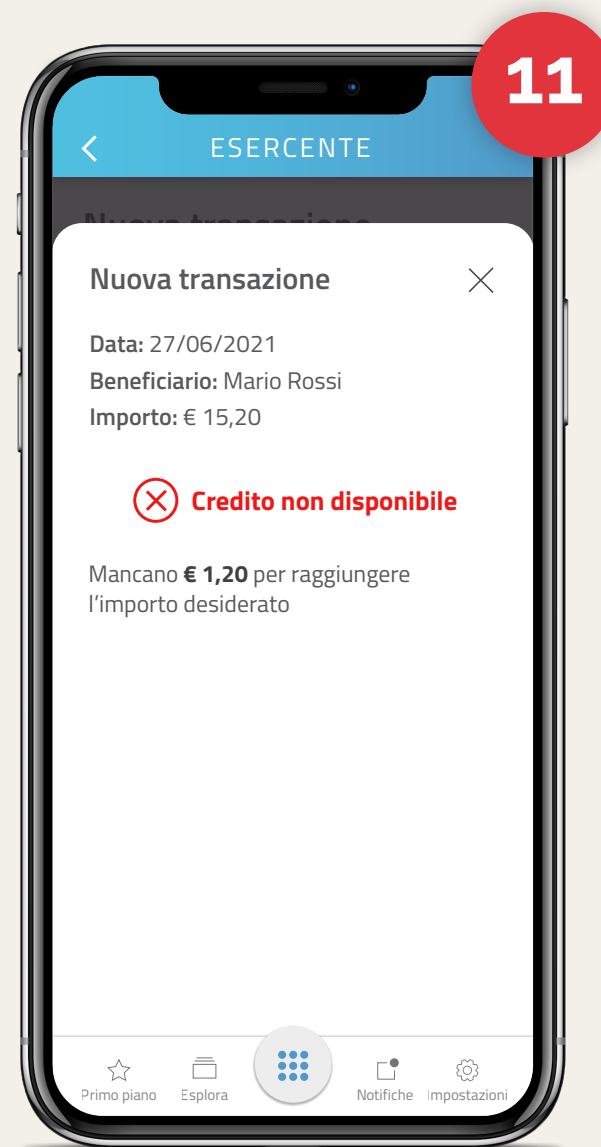 11
ESERCENTE
Nuova transazione
Nuova transazione
Data: 27/06/2021
Beneficiario: Mario Rossi
Importo: € 15,20
Credito non disponibile
Mancano € 1,20 per raggiungere
l’importo desiderato
Primo piano Esplora Notifiche Impostazioni